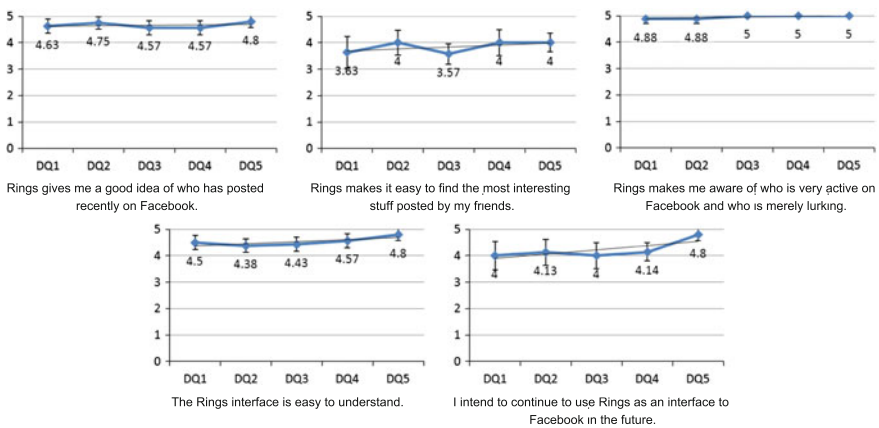 5
4
3
2
1
0
4.63 4.75 4.57 4.57 4.8
DQ1 DQ2 DQ3 DQ4 DQ5
Rings gives me a good idea of who has posted
recently on Facebook.
5
4
3
2
1
0
3.63 4 3.57 4 4
DQ1 DQ2 DQ3 DQ4 DQ5
Rings makes it easy to find the most interesting
stuff posted by my friends.
5
4
3
2
1
0
4.88 4.88 5 5 5
DQ1 DQ2 DQ3 DQ4 DQ5
Rings makes me aware of who is very active on
Facebook and who is merely lurking.
5
4
3
2
1
0
4.5 4.38 4.43 4.57 4.8
DQ1 DQ2 DQ3 DQ4 DQ5
The Rings interface is easy to understand.
5
4
3
2
1
0
4 4.13 4 4.14 4.8
DQ1 DQ2 DQ3 DQ4 DQ5
I intend to continue to use Rings as an interface to
Facebook in the future.